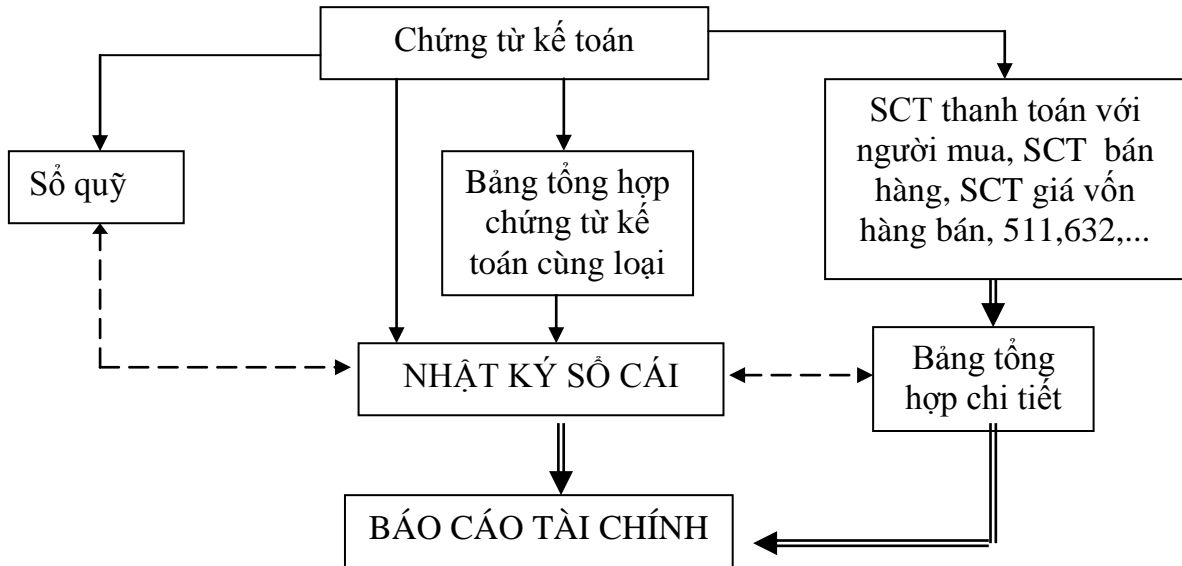 Chứng từ kế toán
Sổ quỹ
Bảng tổng hợp
chứng từ kế
toán cùng loại
SCT thanh toán với
người mua, SCT bán
hàng, SCT giá vốn
hàng bán, 511,632,...
NHẬT KÝ SỔ CÁI
Bảng tổng
hợp chi tiết
BÁO CÁO TÀI CHÍNH